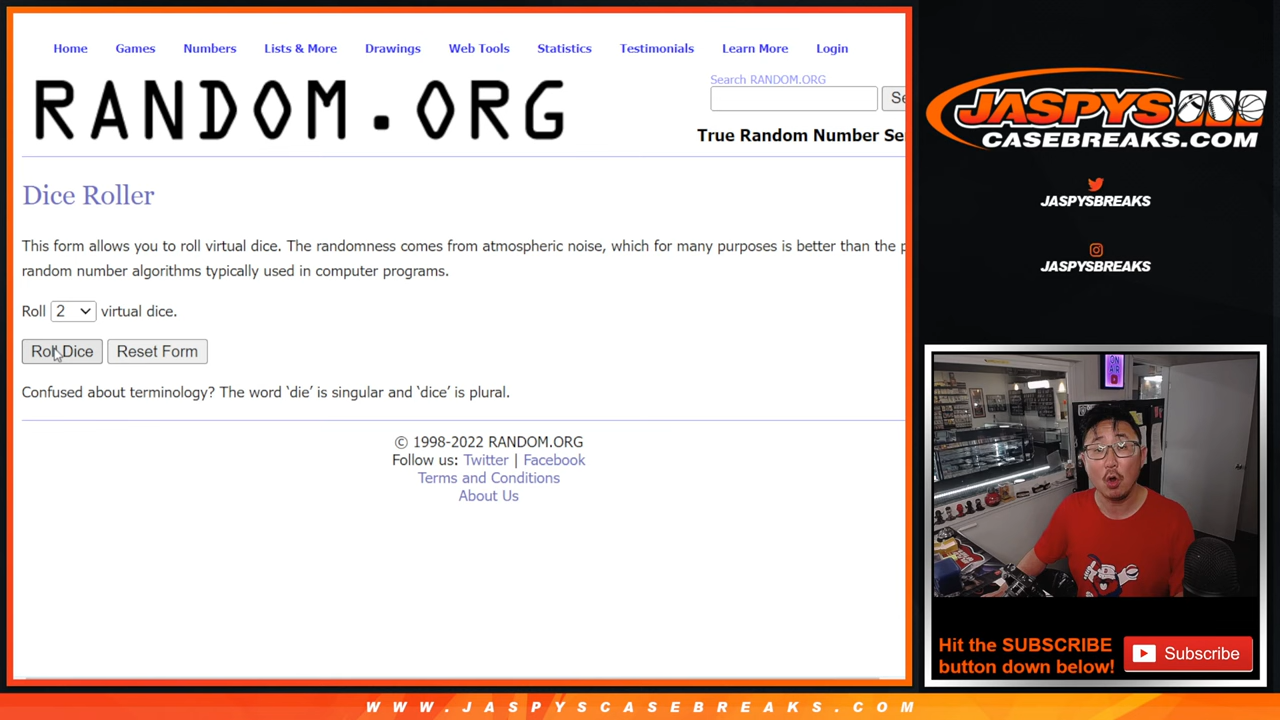 Home Games Numbers Lists & More Drawings Web Tools Statistics Testimonials Learn More Login
RANDOM.ORG
Search RANDOM.ORG
Se
True Random Number Se
Dice Roller
This form allows you to roll virtual dice. The randomness comes from atmospheric noise, which for many purposes is better than the p
random number algorithms typically used in computer programs.
Roll 2 virtual dice.
Roll Dice Reset Form
Confused about terminology? The word ‘die’ is singular and ‘dice’ is plural.
© 1998-2022 RANDOM.ORG
Follow us: Twitter | Facebook
Terms and Conditions
About Us
JASPYS
CASEBREAKS.COM
JASPYSBREAKS
JASPYSBREAKS
ON
AIR
Hit the SUBSCRIBE
button down below!
Subscribe
WWW.JASPYSCASEBREAKS.COM